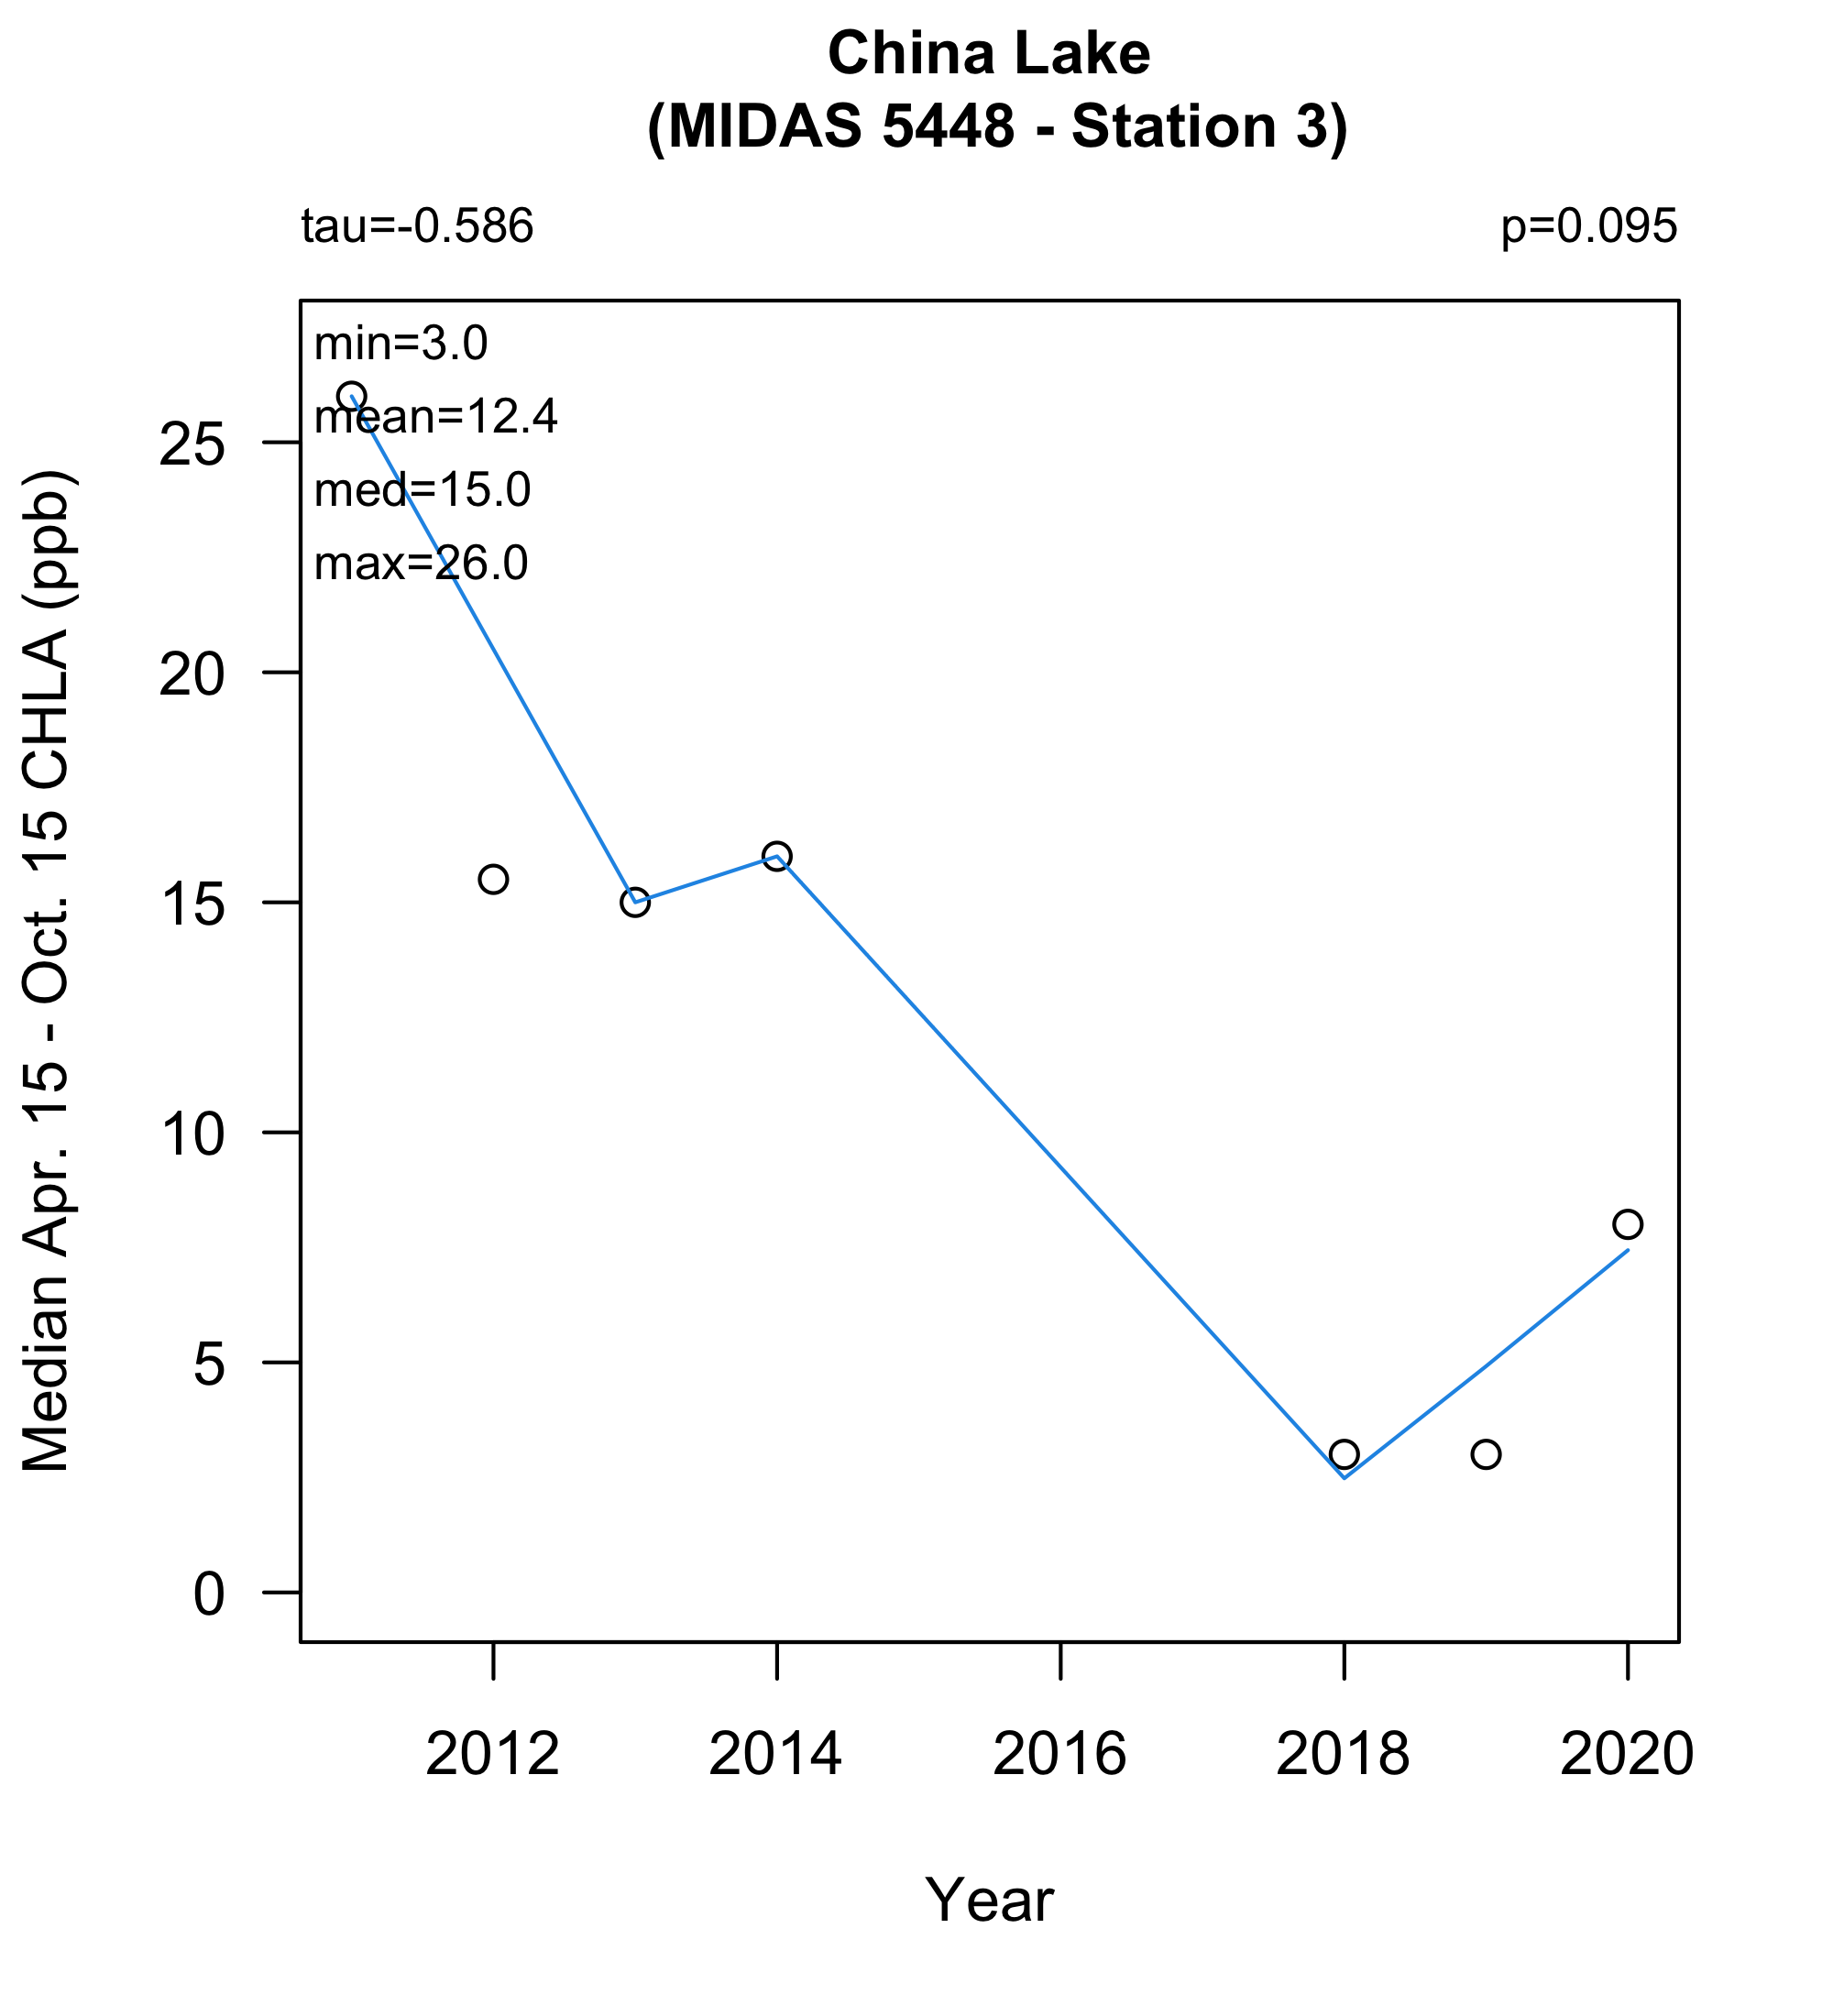 China Lake
(MIDAS 5448 - Station 3)
tau=-0.586
p=0.095
min=3.0
mean=12.4
med=15.0
max=26.0
Median Apr. 15 - Oct. 15 CHLA (ppb)
25
20
15
10
5
0
2012 2014 2016 2018 2020
Year